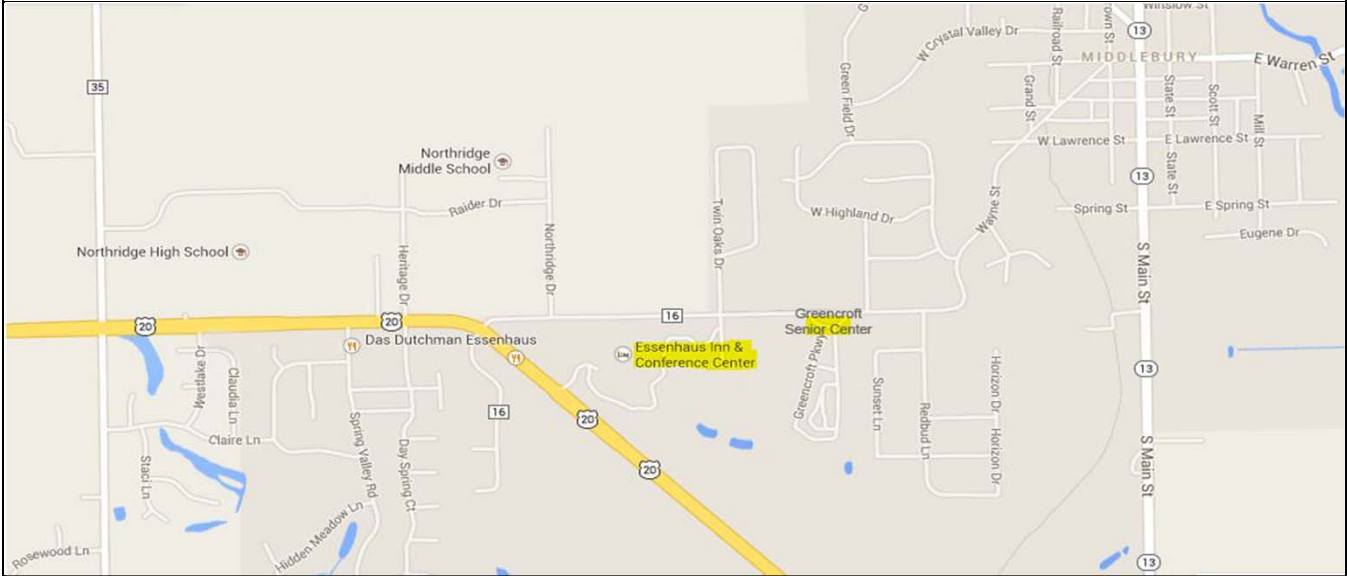 Winslow St
13
W Crystal Valley Dr
Railroad St
MIDDLEBURY
E Warren St
35
Green Field Dr
Grand St
State St
Scott St
Mill St
W Lawrence St
E Lawrence St
Northridge
Middle School
State St
13
Raider Dr
Twin Oaks Dr
W Highland Dr
Wayne St
Spring St
E Spring St
Eugene Dr
Northridge High School
Heritage Dr
Northridge Dr
S Main St
20
20
16
Greencroft
Senior Center
Das Dutchman Essenhaus
Essenhaus Inn &
Conference Center
Westlake Dr
Claudia Ln
Greencroft Pkwy
Sunset Ln
Redbud Ln
Horizon Dr
13
16
20
Claire Ln
Spring Valley Rd
Day Spring Ct
Horizon Dr
S Main St
Staci Ln
20
Hidden Meadow Ln
Rosewood Ln
13